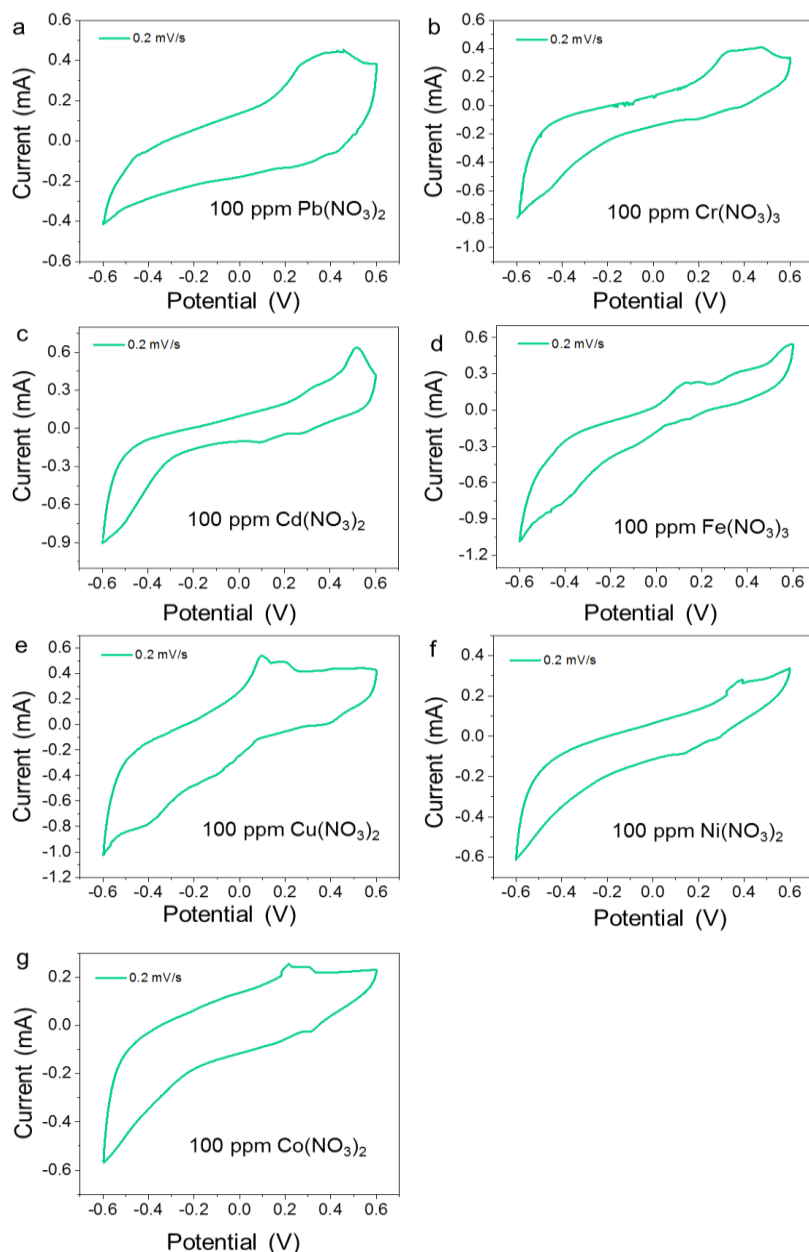 a
0.2 mV/s
Current (mA)
0.8
0.4
0.0
-0.2
-0.4
-0.6
100 ppm Pb(NO₃)₂
-0.6 -0.4 -0.2 0.0 0.2 0.4 0.6
Potential (V)
b
0.2 mV/s
Current (mA)
0.8
0.4
0.0
-0.2
-0.4
-0.6
-0.8
-1.0
100 ppm Cr(NO₃)₃
-0.6 -0.4 -0.2 0.0 0.2 0.4 0.6
Potential (V)
c
0.2 mV/s
Current (mA)
0.6
0.3
0.0
-0.3
-0.6
-0.9
100 ppm Cd(NO₃)₂
-0.6 -0.4 -0.2 0.0 0.2 0.4 0.6
Potential (V)
d
0.2 mV/s
Current (mA)
0.6
0.3
0.0
-0.3
-0.6
-0.9
-1.2
100 ppm Fe(NO₃)₃
-0.6 -0.4 -0.2 0.0 0.2 0.4 0.6
Potential (V)
e
0.2 mV/s
Current (mA)
0.6
0.4
0.2
0.0
-0.2
-0.4
-0.6
-0.8
-1.0
-1.2
100 ppm Cu(NO₃)₂
-0.6 -0.4 -0.2 0.0 0.2 0.4 0.6
Potential (V)
f
0.2 mV/s
Current (mA)
0.4
0.2
0.0
-0.2
-0.4
-0.6
100 ppm Ni(NO₃)₂
-0.6 -0.4 -0.2 0.0 0.2 0.4 0.6
Potential (V)
g
0.2 mV/s
Current (mA)
0.2
0.0
-0.2
-0.4
-0.6
100 ppm Co(NO₃)₂
-0.6 -0.4 -0.2 0.0 0.2 0.4 0.6
Potential (V)